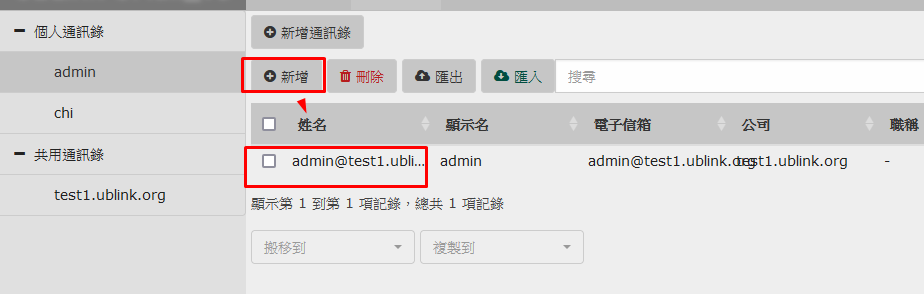 個人通訊錄
admin
chi
共用通訊錄
test1.ublink.org
新增通訊錄
新增 刪除 匯出 匯入 搜尋
姓名 顯示名 電子信箱 公司 職稱
admin@test1.ubli... admin admin@test1.ublink.org test1.ublink.org -
顯示第 1 到第 1 項記錄，總共 1 項記錄
搬移到 複製到